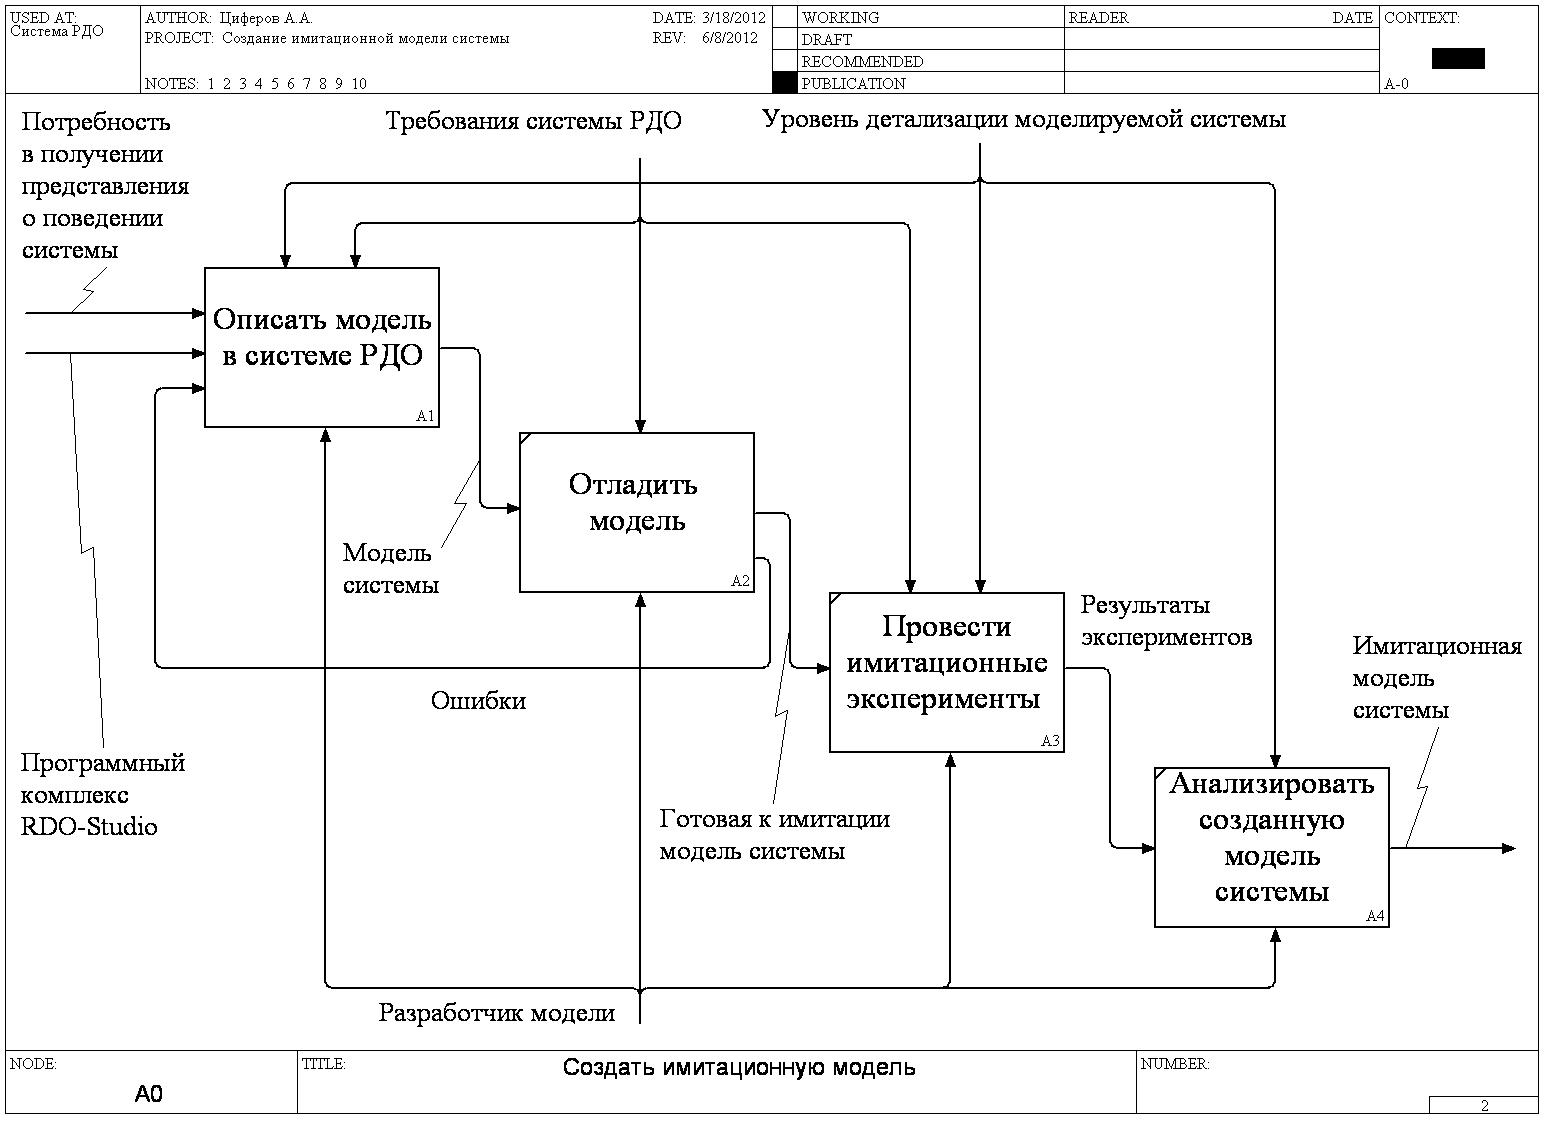 USED AT:
Система РДО
AUTHOR: Циферов А.А.
DATE: 3/18/2012
PROJECT: Создание имитационной модели системы
REV: 6/8/2012
NOTES: 1 2 3 4 5 6 7 8 9 10
WORKING
DRAFT
RECOMMENDED
PUBLICATION
READER
DATE
CONTEXT:
A-0
Потребность
в получении
представления
о поведении
системы
Требования системы РДО
Уровень детализации моделируемой системы
Описать модель
в системе РДО
A1
Отладить
модель
A2
Модель
системы
Провести
имитационные
эксперименты
A3
Результаты
экспериментов
Имитационная
модель
системы
Ошибки
Программный
комплекс
RDO-Studio
Готовая к имитации
модель системы
Анализировать
созданную
модель
системы
A4
Разработчик модели
NODE:
A0
TITLE:
Создать имитационную модель
NUMBER:
2